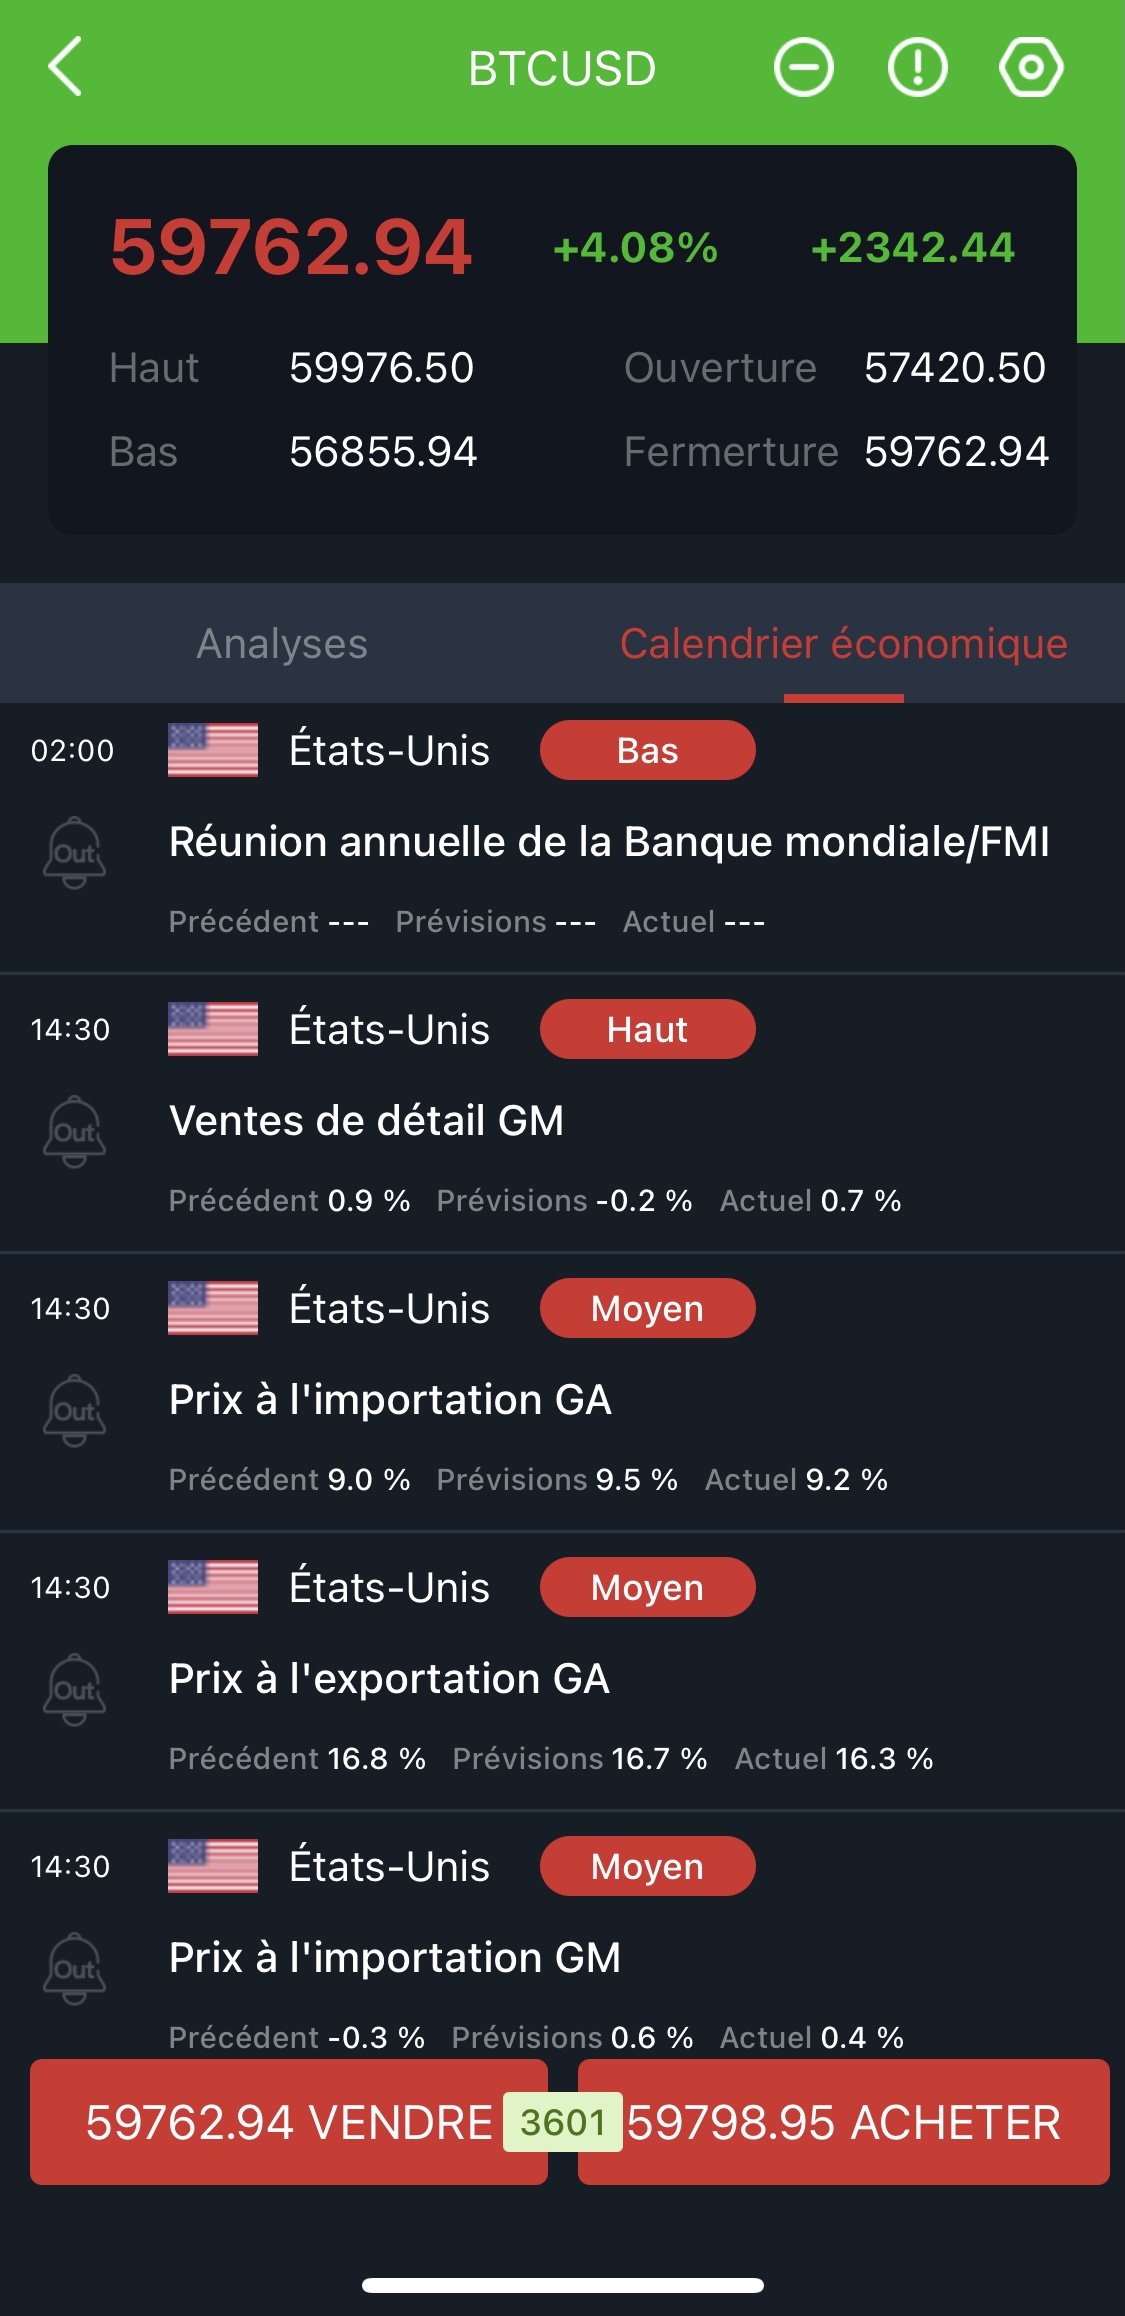 BTCUSD
59762.94 +4.08% +2342.44
Haut 59976.50 Ouverture 57420.50
Bas 56855.94 Fermerture 59762.94
Analyses Calendrier économique
02:00 États-Unis Bas
Out Réunion annuelle de la Banque mondiale/FMI
Précédent --- Prévisions --- Actuel ---
14:30 États-Unis Haut
Out Ventes de détail GM
Précédent 0.9 % Prévisions -0.2 % Actuel 0.7 %
14:30 États-Unis Moyen
Out Prix à l'importation GA
Précédent 9.0 % Prévisions 9.5 % Actuel 9.2 %
14:30 États-Unis Moyen
Out Prix à l'exportation GA
Précédent 16.8 % Prévisions 16.7 % Actuel 16.3 %
14:30 États-Unis Moyen
Out Prix à l'importation GM
Précédent -0.3 % Prévisions 0.6 % Actuel 0.4 %
59762.94 VENDRE 3601 59798.95 ACHETER